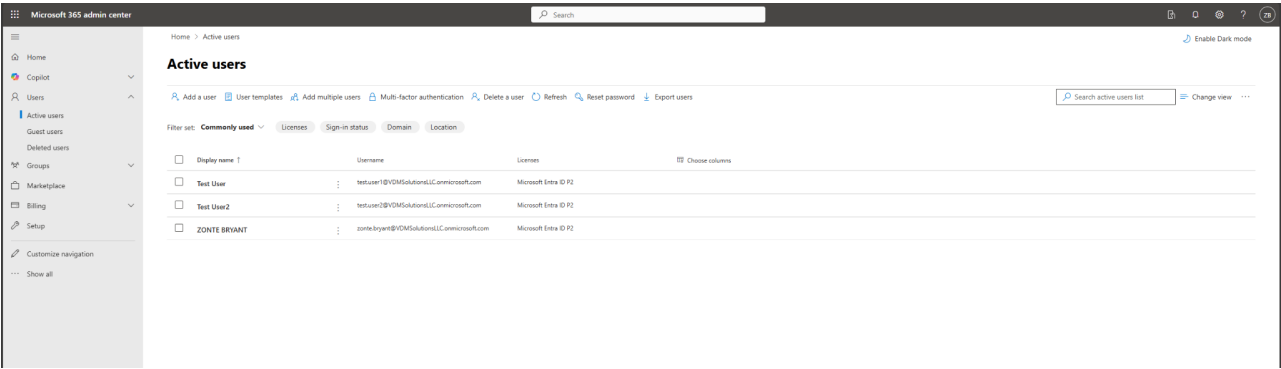 Microsoft 365 admin center
Search
ZB
Home > Active users
Enable Dark mode
Home
Active users
Copilot
Users
Add a user User templates Add multiple users Multi-factor authentication Delete a user Refresh Reset password Export users
Search active users list
Change view
Active users
Guest users
Filter set: Commonly used Licenses Sign-in status Domain Location
Deleted users
Groups
Display name ↑ Username Licenses Choose columns
Marketplace
Test User test.user1@VDMSolutionsLLC.onmicrosoft.com Microsoft Entra ID P2
Billing
Test User2 test.user2@VDMSolutionsLLC.onmicrosoft.com Microsoft Entra ID P2
Setup
ZONTE BRYANT zonte.bryant@VDMSolutionsLLC.onmicrosoft.com Microsoft Entra ID P2
Customize navigation
Show all